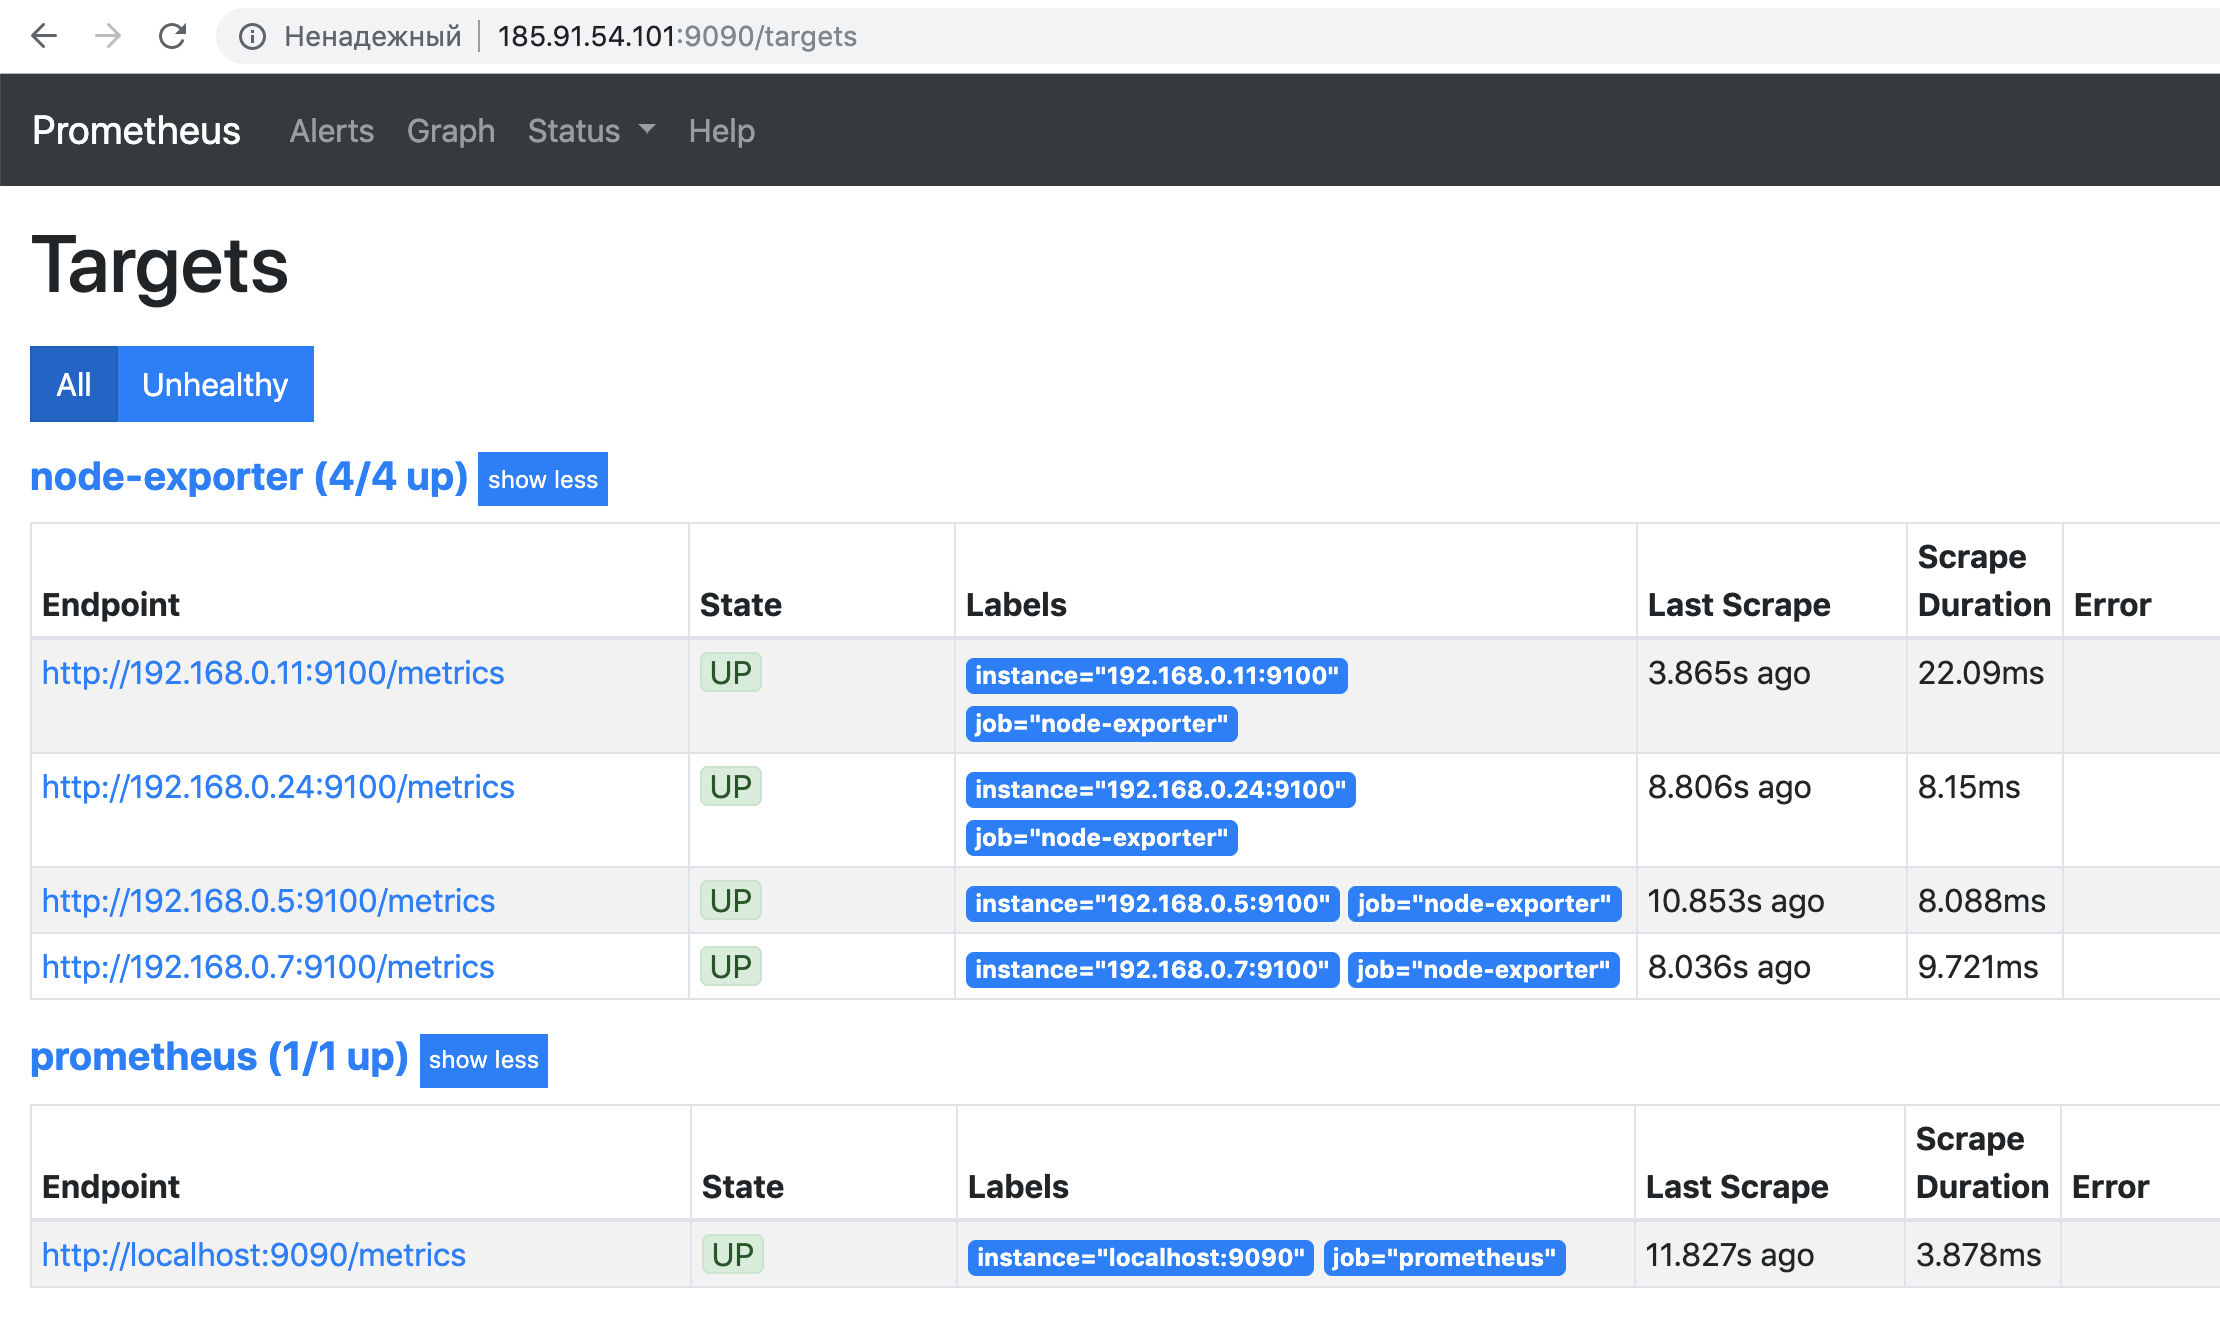 Ненадежный 185.91.54.101:9090/targets
Prometheus Alerts Graph Status Help
Targets
All Unhealthy
node-exporter (4/4 up) show less
Endpoint State Labels Last Scrape Scrape Duration Error
http://192.168.0.11:9100/metrics UP instance="192.168.0.11:9100" 3.865s ago 22.09ms
job="node-exporter"
http://192.168.0.24:9100/metrics UP instance="192.168.0.24:9100" 8.806s ago 8.15ms
job="node-exporter"
http://192.168.0.5:9100/metrics UP instance="192.168.0.5:9100" job="node-exporter" 10.853s ago 8.088ms
http://192.168.0.7:9100/metrics UP instance="192.168.0.7:9100" job="node-exporter" 8.036s ago 9.721ms
prometheus (1/1 up) show less
Endpoint State Labels Last Scrape Scrape Duration Error
http://localhost:9090/metrics UP instance="localhost:9090" job="prometheus" 11.827s ago 3.878ms